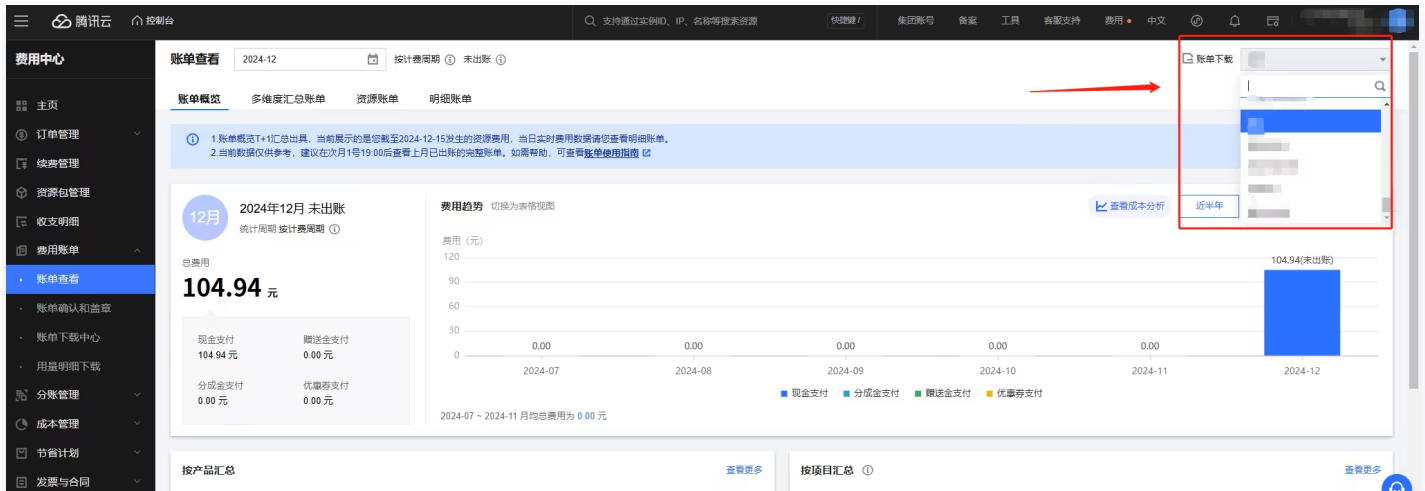 腾讯云 控制台 支持通过实例ID、IP、名称等搜索资源 快捷键/ 集团账号 备案 工具 客服支持 费用 中文
费用中心
主页
订单管理
续费管理
资源包管理
收支明细
费用账单
账单查看
账单确认和盖章
账单下载中心
用量明细下载
分账管理
成本管理
节省计划
发票与合同
账单查看 2024-12 按计费周期 未出账 账单下载
账单概览 多维度汇总账单 资源账单 明细账单
1.账单概览T+1汇总出具，当前展示的是您截至2024-12-15发生的资源费用，当日实时费用数据请您查看明细账单。
2.当前数据仅供参考，建议在次月1号19:00后查看上月已出账的完整账单。如需帮助，可查看账单使用指南
12月
2024年12月 未出账
统计周期:按计费周期
总费用
104.94 元
现金支付 赠送金支付
104.94 元 0.00 元
分成金支付 优惠券支付
0.00 元 0.00 元
费用趋势 切换为表格视图 查看成本分析 近半年
费用（元）
120
90
60
30
0
0.00 0.00 0.00 0.00 0.00 104.94(未出账)
2024-07 2024-08 2024-09 2024-10 2024-11 2024-12
现金支付 分成金支付 赠送金支付 优惠券支付
2024-07 ~ 2024-11 月均总费用为 0.00 元
按产品汇总 查看更多
按项目汇总 查看更多